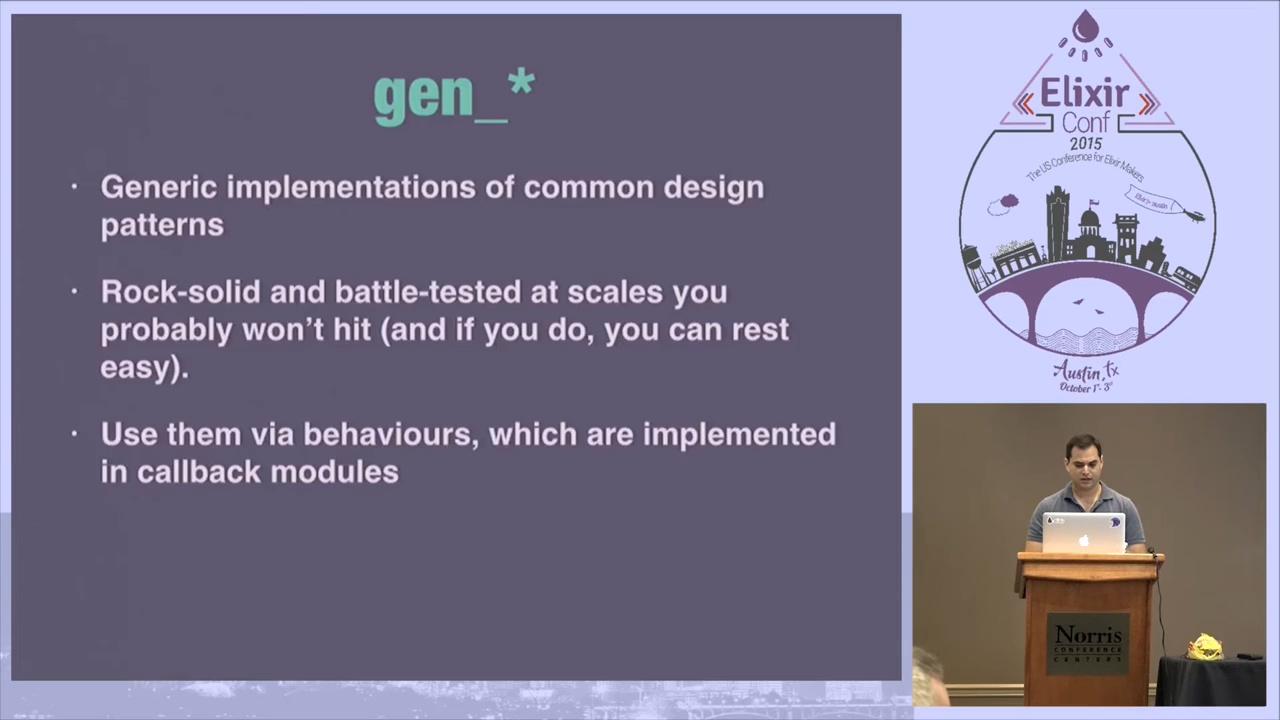 gen_*
· Generic implementations of common design
patterns
· Rock-solid and battle-tested at scales you
probably won't hit (and if you do, you can rest
easy).
· Use them via behaviours, which are implemented
in callback modules
Elixir
Conf
2015
The US Conference for Elixir Makers
Austin, Tx
October 1st - 3rd
Norris
CONFERENCE
CENTERS